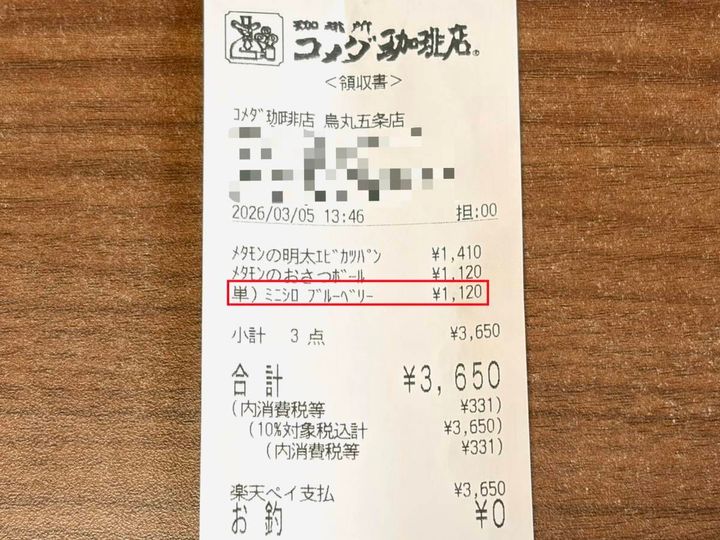 珈琲所
コメダ珈琲店®
<領収書>
ｺﾒﾀﾞ珈琲店 烏丸五条店
2026/03/05 13:46 担:00
ﾒﾀﾓﾝの明太ｴﾋﾞｶﾂﾊﾟﾝ ¥1,410
ﾒﾀﾓﾝのおさつﾎﾞｰﾙ ¥1,120
単) ﾐﾆｼﾛ ﾌﾞﾙｰﾍﾞﾘｰ ¥1,120
小計 3 点 ¥3,650
合計 ¥3,650
(内消費税等 ¥331)
(10%対象税込計 ¥3,650)
(内消費税等 ¥331)
楽天ペイ支払 ¥3,650
お釣 ¥0